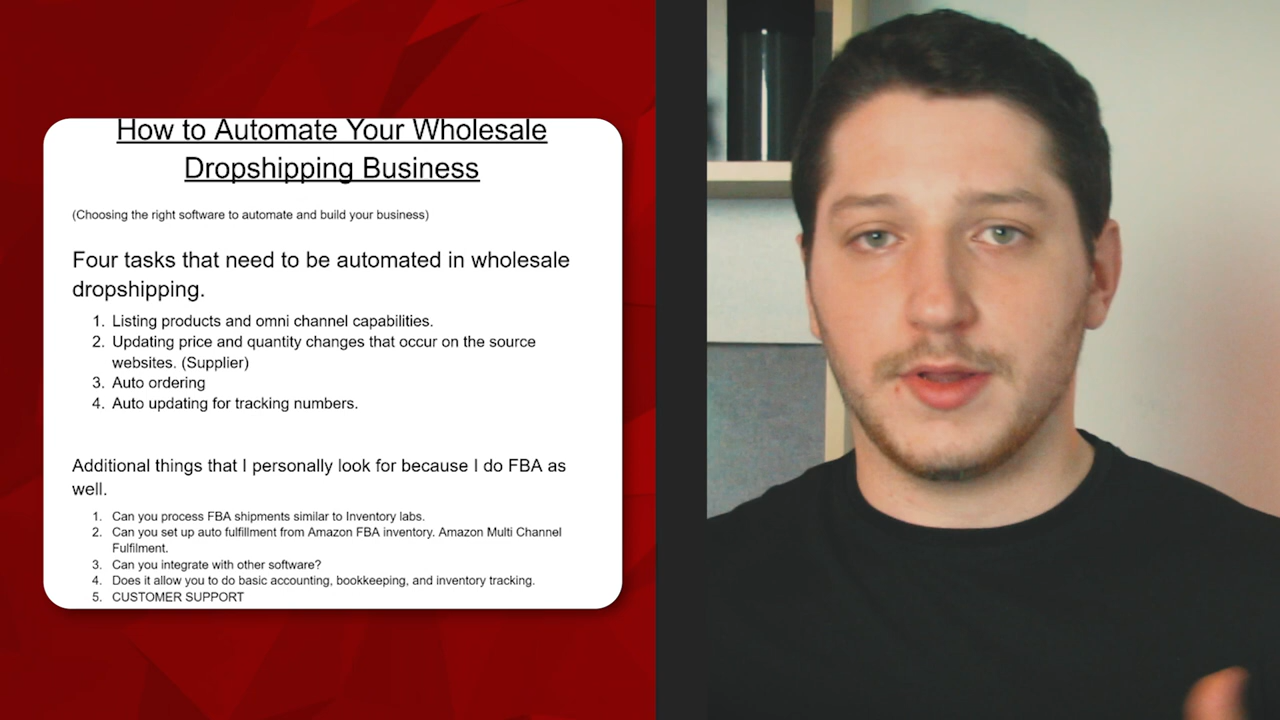 How to Automate Your Wholesale
Dropshipping Business
(Choosing the right software to automate and build your business)
Four tasks that need to be automated in wholesale
dropshipping.
1. Listing products and omni channel capabilities.
2. Updating price and quantity changes that occur on the source
websites. (Supplier)
3. Auto ordering
4. Auto updating for tracking numbers.
Additional things that I personally look for because I do FBA as
well.
1. Can you process FBA shipments similar to Inventory labs.
2. Can you set up auto fulfillment from Amazon FBA inventory. Amazon Multi Channel
Fulfilment.
3. Can you integrate with other software?
4. Does it allow you to do basic accounting, bookkeeping, and inventory tracking.
5. CUSTOMER SUPPORT